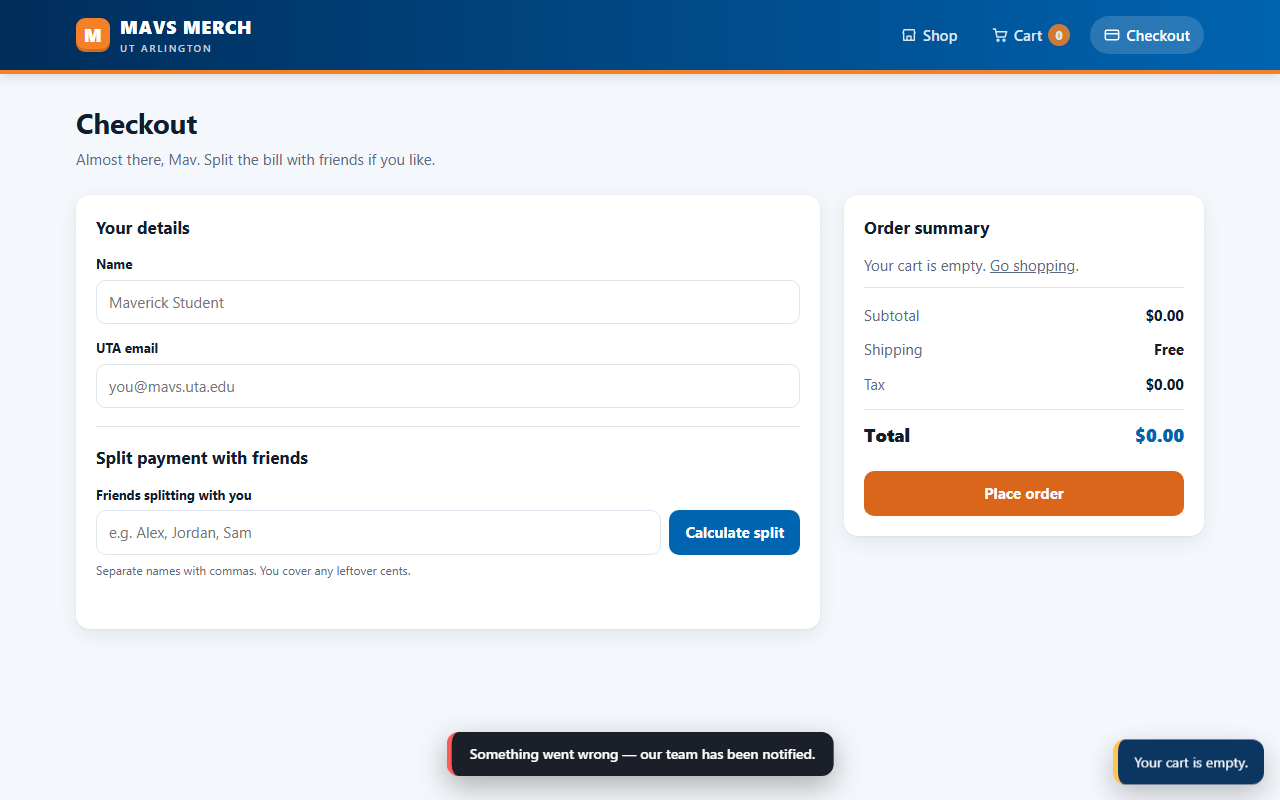 M
MAVS MERCH
UT ARLINGTON
Shop
Cart 0
Checkout
Checkout
Almost there, Mav. Split the bill with friends if you like.
Your details
Name
Maverick Student
UTA email
you@mavs.uta.edu
Split payment with friends
Friends splitting with you
e.g. Alex, Jordan, Sam
Calculate split
Separate names with commas. You cover any leftover cents.
Order summary
Your cart is empty. Go shopping.
Subtotal $0.00
Shipping Free
Tax $0.00
Total $0.00
Place order
Something went wrong — our team has been notified.
Your cart is empty.